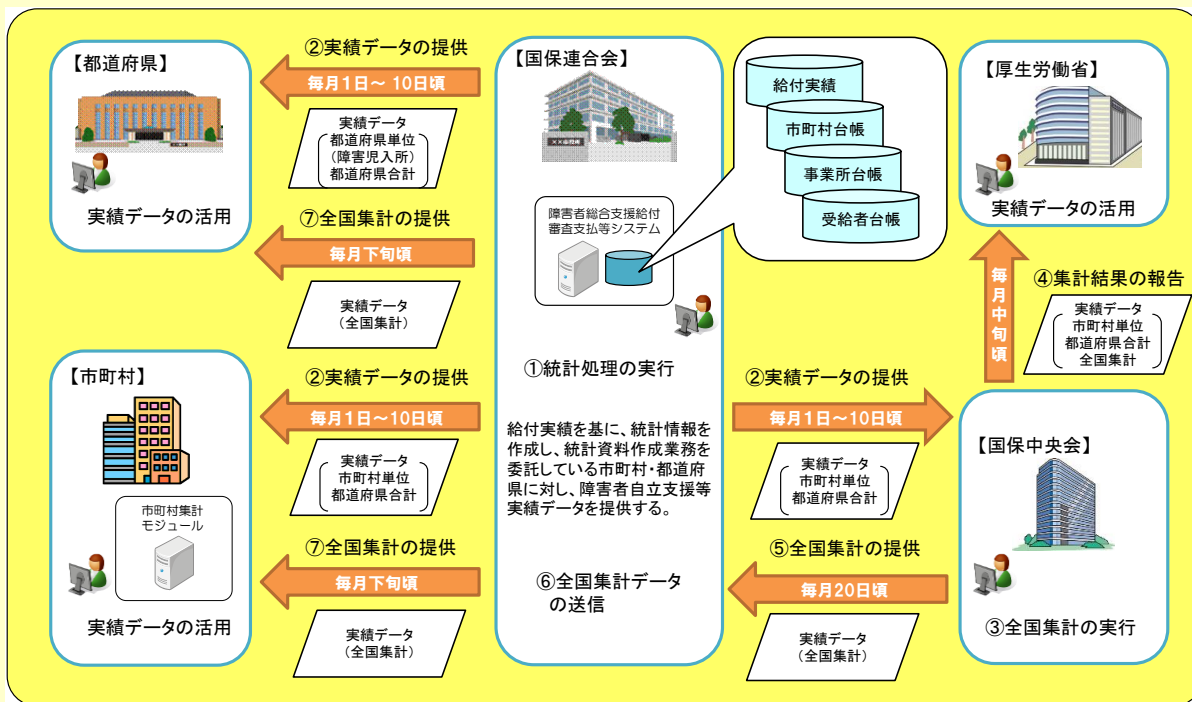 【都道府県】
実績データの活用
②実績データの提供
毎月1日～ 10日頃
実績データ
都道府県単位
(障害児入所)
都道府県合計
⑦全国集計の提供
毎月下旬頃
実績データ
(全国集計)
【市町村】
市町村集計
モジュール
実績データの活用
②実績データの提供
毎月1日～10日頃
実績データ
市町村単位
都道府県合計
⑦全国集計の提供
毎月下旬頃
実績データ
(全国集計)
【国保連合会】
障害者総合支援給付
審査支払等システム
①統計処理の実行
給付実績を基に、統計情報を
作成し、統計資料作成業務を
委託している市町村・都道府
県に対し、障害者自立支援等
実績データを提供する。
⑥全国集計データ
の送信
給付実績
市町村台帳
事業所台帳
受給者台帳
②実績データの提供
毎月1日～10日頃
実績データ
市町村単位
都道府県合計
⑤全国集計の提供
毎月20日頃
実績データ
(全国集計)
【厚生労働省】
実績データの活用
毎月中旬頃
④集計結果の報告
実績データ
市町村単位
都道府県合計
全国集計
【国保中央会】
③全国集計の実行